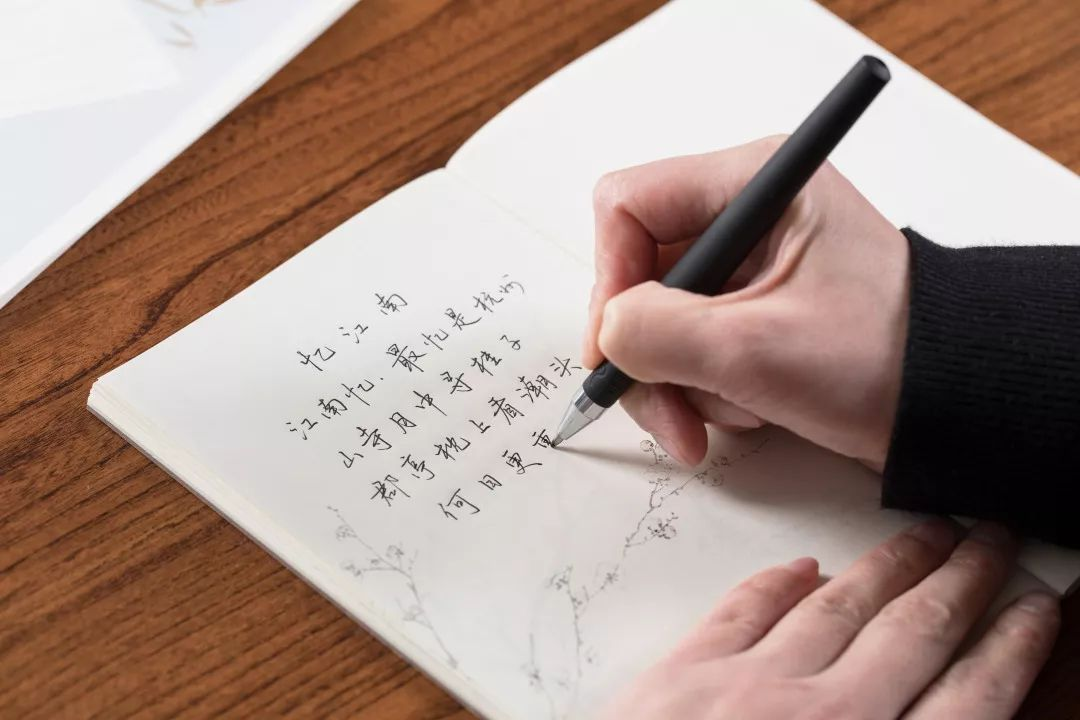 忆江南
江南忆，最忆是杭州
山寺月中寻桂子
郡亭枕上看潮头
何日更重